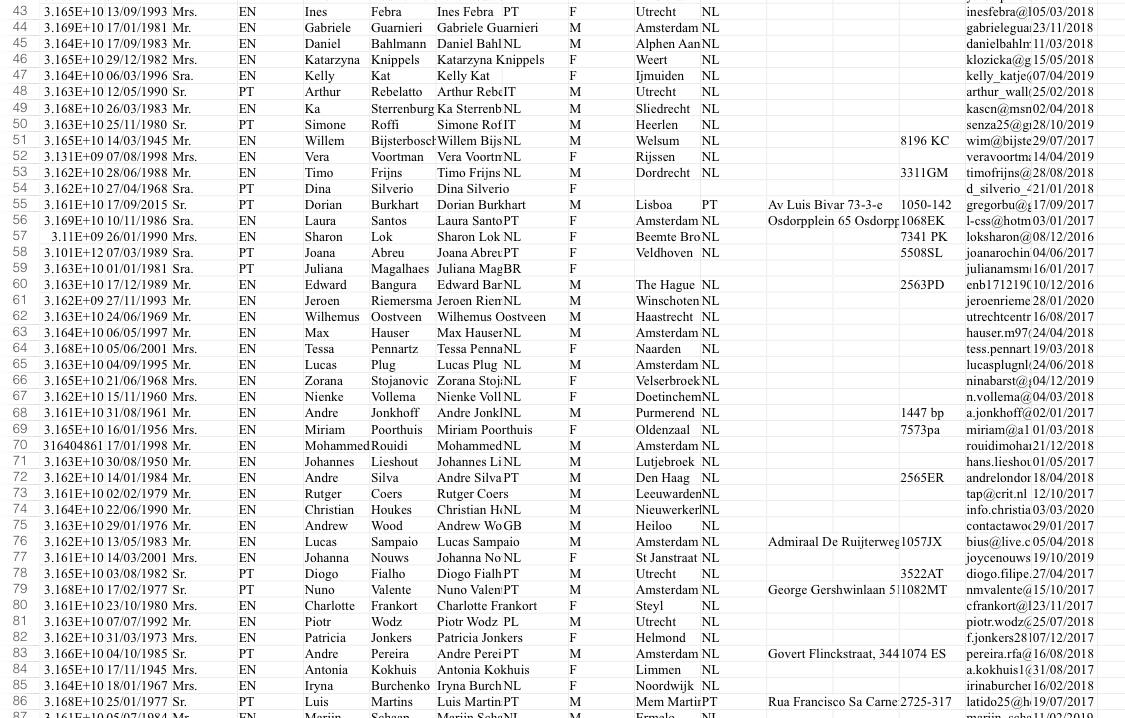 43 3.165E+10 13/09/1993 Mrs. EN Ines Febra Ines Febra PT F Utrecht NL inesfebra@ 05/03/2018
44 3.169E+10 17/01/1981 Mr. EN Gabriele Guarnieri Gabriele Guarnieri M Amsterdam NL gabrielegua 23/11/2018
45 3.164E+10 17/09/1983 Mr. EN Daniel Bahlmann Daniel Bahl NL M Alphen Aan NL danielbahlm 11/03/2018
46 3.165E+10 29/12/1982 Mrs. EN Katarzyna Knippels Katarzyna Knippels F Weert NL klozicka@g 15/05/2018
47 3.164E+10 06/03/1996 Sra. EN Kelly Kat Kelly Kat F Ijmuiden NL kelly_katje@ 07/04/2019
48 3.163E+10 12/05/1990 Sr. PT Arthur Rebelatto Arthur Rebe IT M Utrecht NL arthur_wall 25/02/2018
49 3.168E+10 26/03/1983 Mr. EN Ka Sterrenburg Ka Sterrenb NL M Sliedrecht NL kascn@msn 02/04/2018
50 3.163E+10 25/11/1980 Sr. PT Simone Roffi Simone Rof IT M Heerlen NL senza25@g 28/10/2019
51 3.165E+10 14/03/1945 Mr. EN Willem Bijsterbosch Willem Bijs NL M Welsum NL 8196 KC wim@bijste 29/07/2017
52 3.131E+09 07/08/1998 Mrs. EN Vera Voortman Vera Voortn NL F Rijssen NL veravoortma 14/04/2019
53 3.162E+10 28/06/1988 Mr. EN Timo Frijns Timo Frijns NL M Dordrecht NL 3311GM timofrijns@ 28/08/2018
54 3.162E+10 27/04/1968 Sra. PT Dina Silverio Dina Silverio F d_silverio_ 21/01/2018
55 3.161E+10 17/09/2015 Sr. PT Dorian Burkhart Dorian Burkhart M Lisboa PT Av Luis Bivar 73-3-e 1050-142 gregorbu@g 17/09/2017
56 3.169E+10 10/11/1986 Sra. EN Laura Santos Laura Santo PT F Amsterdam NL Osdorpplein 65 Osdorpp 1068EK l-css@hotm 03/01/2017
57 3.11E+09 26/01/1990 Mrs. EN Sharon Lok Sharon Lok NL F Beemte Bro NL 7341 PK loksharon@ 08/12/2016
58 3.101E+12 07/03/1989 Sra. PT Joana Abreu Joana Abreu PT F Veldhoven NL 5508SL joanarochin 04/03/2018
59 3.163E+10 01/01/1981 Sra. PT Juliana Magalhaes Juliana Mag BR F julianamsm 16/01/2017
60 3.163E+10 17/12/1989 Mr. EN Edward Bangura Edward Bar NL M The Hague NL 2563PD enb1712190 10/12/2016
61 3.162E+09 27/11/1993 Mr. EN Jeroen Riemersma Jeroen Rien NL M Winschoten NL jeroenrieme 28/01/2020
62 3.163E+10 24/06/1969 Mr. EN Wilhemus Oostveen Wilhemus Oostveen M Haastrecht NL utrechtcentr 16/08/2017
63 3.164E+10 06/05/1997 Mr. EN Max Hauser Max Hauser NL M Amsterdam NL hauser.m97@ 24/04/2018
64 3.168E+10 05/06/2001 Mrs. EN Tessa Pennartz Tessa Penna NL F Naarden NL tess.pennart 19/03/2018
65 3.163E+10 04/09/1995 Mr. EN Lucas Plug Lucas Plug NL M Amsterdam NL lucasplugnl 24/06/2018
66 3.165E+10 21/06/1968 Mrs. EN Zorana Stojanovic Zorana Stoj NL F Velserbroek NL ninabarst@g 04/12/2019
67 3.162E+10 15/11/1960 Mrs. EN Nienke Vollema Nienke Voll NL F Doetinchem NL n.vollema@ 04/03/2018
68 3.161E+10 31/08/1961 Mr. EN Andre Jonkhoff Andre Jonkl NL M Purmerend NL 1447 bp a.jonkhoff@ 02/01/2017
69 3.165E+10 16/01/1956 Mrs. EN Miriam Poorthuis Miriam Poorthuis F Oldenzaal NL 7573pa miriam@a1 01/03/2018
70 316404861 17/01/1998 Mr. EN Mohammed Rouidi Mohammed NL M Amsterdam NL rouidimoha 21/12/2018
71 3.163E+10 30/08/1950 Mr. EN Johannes Lieshout Johannes Li NL M Lutjebroek NL hans.lieshou 01/05/2017
72 3.162E+10 14/01/1984 Mr. EN Andre Silva Andre Silva PT M Den Haag NL 2565ER andrelondor 18/04/2018
73 3.161E+10 02/02/1979 Mr. EN Rutger Coers Rutger Coers M Leeuwarden NL tap@crit.nl 12/10/2017
74 3.164E+10 22/06/1990 Mr. EN Christian Houkes Christian H NL M Nieuwerkerl NL info.christia 03/03/2020
75 3.163E+10 29/01/1976 Mr. EN Andrew Wood Andrew Wo GB M Heiloo NL contactawoo 29/01/2017
76 3.162E+10 13/05/1983 Mr. EN Lucas Sampaio Lucas Sampaio M Amsterdam NL Admiraal De Ruijterweg 1057JX bius@live.c 05/04/2018
77 3.161E+10 14/03/2001 Mrs. EN Johanna Nouws Johanna No NL F St Janstraat NL joycenouws 19/10/2019
78 3.165E+10 03/08/1982 Sr. PT Diogo Fialho Diogo Fialh PT M Utrecht NL 3522AT diogo.filipe. 27/04/2017
79 3.168E+10 17/02/1977 Sr. PT Nuno Valente Nuno Valen PT M Amsterdam NL George Gershwinlaan 51 1082MT nmvalente@ 15/10/2017
80 3.161E+10 23/10/1980 Mrs. EN Charlotte Frankort Charlotte Frankort F Steyl NL cfrankort@l 23/11/2017
81 3.163E+10 07/07/1992 Mr. EN Piotr Wodz Piotr Wodz PL M Utrecht NL piotr.wodz@ 25/07/2018
82 3.162E+10 31/03/1973 Mrs. EN Patricia Jonkers Patricia Jonkers F Helmond NL f.jonkers28 07/12/2017
83 3.166E+10 04/10/1985 Sr. PT Andre Pereira Andre Perei PT M Amsterdam NL Govert Flinckstraat, 344 1074 ES pereira.rfa@ 16/08/2018
84 3.165E+10 17/11/1945 Mrs. EN Antonia Kokhuis Antonia Kokhuis F Limmen NL a.kokhuis1@ 31/08/2017
85 3.164E+10 18/01/1967 Mrs. EN Iryna Burchenko Iryna Burch NL F Noordwijk NL irinaburcher 16/02/2018
86 3.168E+10 25/01/1977 Sr. PT Luis Martins Luis Martin PT M Mem Martin PT Rua Francisco Sa Carne 2725-317 latido25@h 19/07/2017